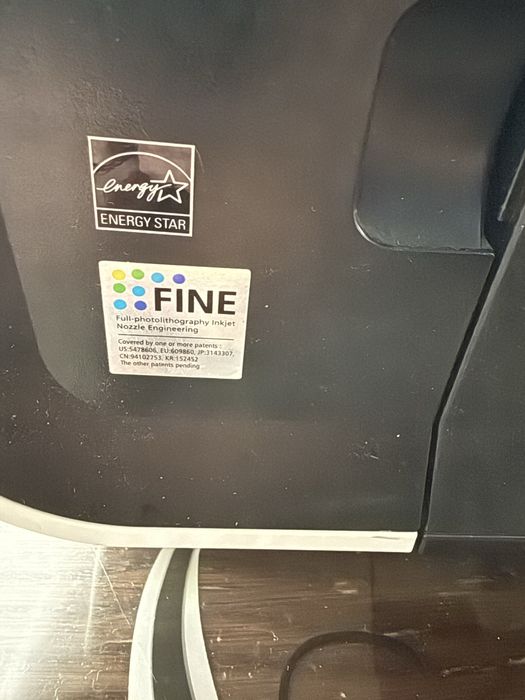 energy
ENERGY STAR
FINE
Full-photolithography Inkjet
Nozzle Engineering
Covered by one or more patents :
US:5478606, EU:609860, JP:3143307,
CN:94102753, KR:152452
The other patents pending